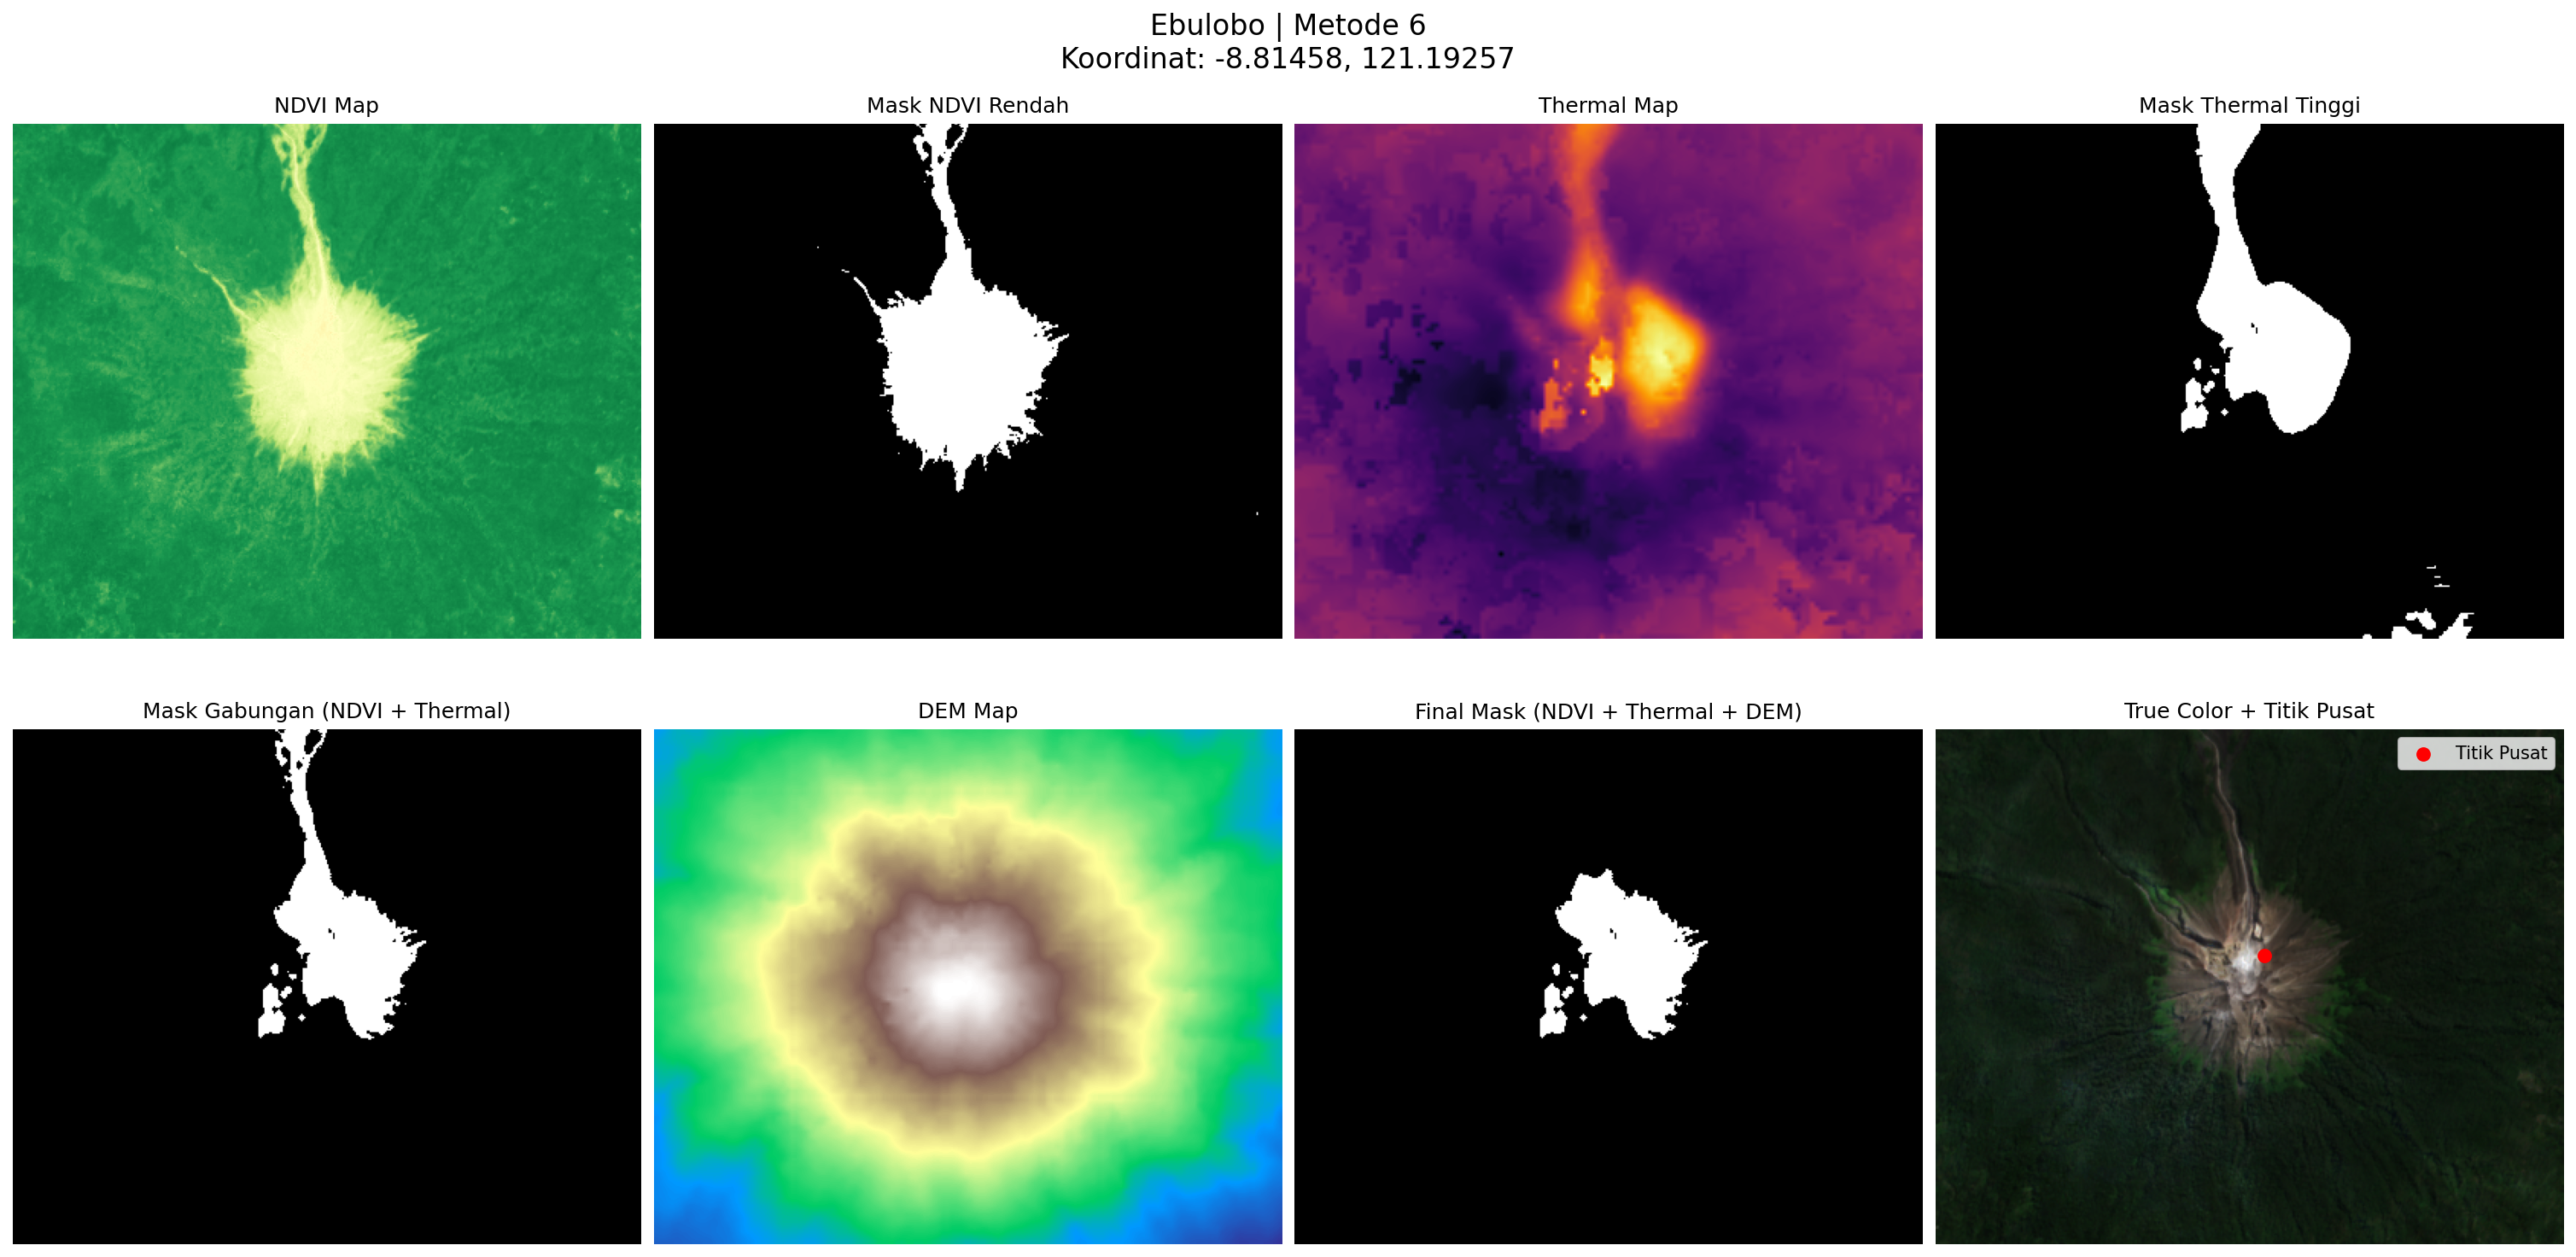 Ebulobo | Metode 6
Koordinat: -8.81458, 121.19257
NDVI Map
Mask NDVI Rendah
Thermal Map
Mask Thermal Tinggi
Mask Gabungan (NDVI + Thermal)
DEM Map
Final Mask (NDVI + Thermal + DEM)
True Color + Titik Pusat
Titik Pusat